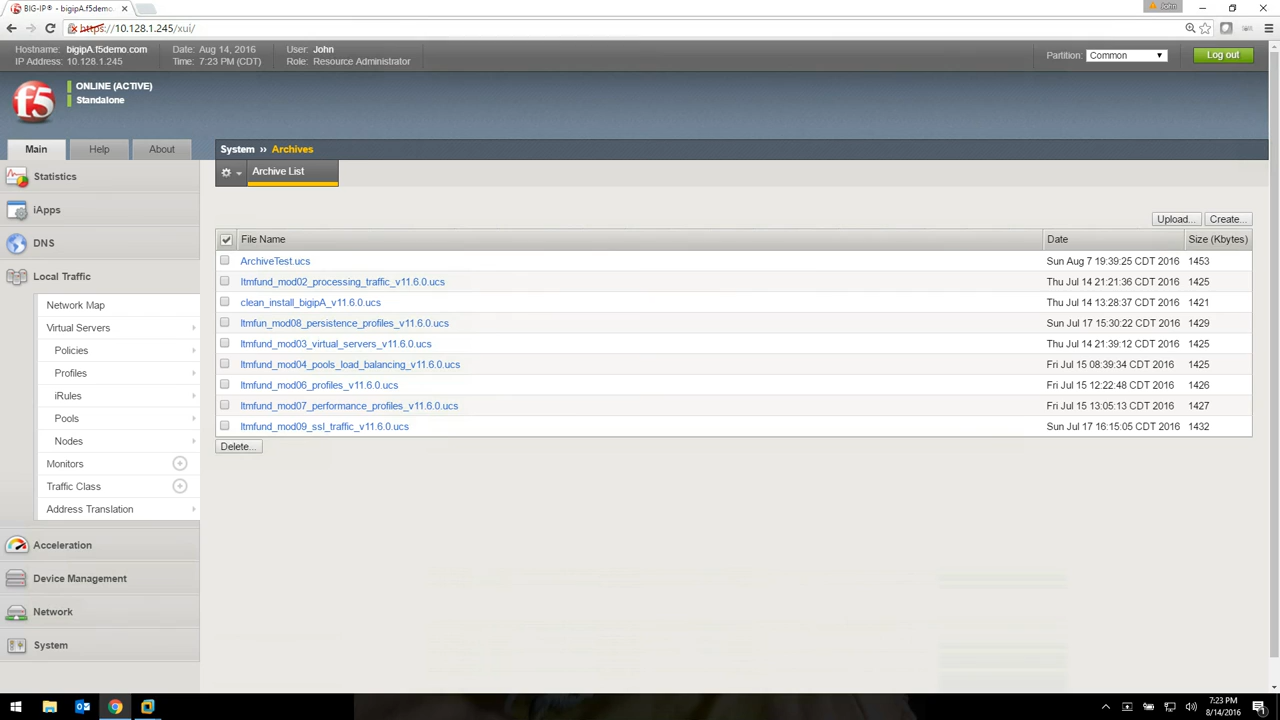 BIG-IP® - bigipA.f5demo.
John
https://10.128.1.245/xui/
Hostname: bigipA.f5demo.com Date: Aug 14, 2016 User: John
IP Address: 10.128.1.245 Time: 7:23 PM (CDT) Role: Resource Administrator
Partition: Common Log out
f5
ONLINE (ACTIVE)
Standalone
Main Help About
System » Archives
Archive List
Statistics
iApps
DNS
Local Traffic
Network Map
Virtual Servers
Policies
Profiles
iRules
Pools
Nodes
Monitors
Traffic Class
Address Translation
Acceleration
Device Management
Network
System
Upload... Create...
File Name Date Size (Kbytes)
ArchiveTest.ucs Sun Aug 7 19:39:25 CDT 2016 1453
ltmfund_mod02_processing_traffic_v11.6.0.ucs Thu Jul 14 21:21:36 CDT 2016 1425
clean_install_bigipA_v11.6.0.ucs Thu Jul 14 13:28:37 CDT 2016 1421
ltmfun_mod08_persistence_profiles_v11.6.0.ucs Sun Jul 17 15:30:22 CDT 2016 1429
ltmfund_mod03_virtual_servers_v11.6.0.ucs Thu Jul 14 21:39:12 CDT 2016 1425
ltmfund_mod04_pools_load_balancing_v11.6.0.ucs Fri Jul 15 08:39:34 CDT 2016 1425
ltmfund_mod06_profiles_v11.6.0.ucs Fri Jul 15 12:22:48 CDT 2016 1426
ltmfund_mod07_performance_profiles_v11.6.0.ucs Fri Jul 15 13:05:13 CDT 2016 1427
ltmfund_mod09_ssl_traffic_v11.6.0.ucs Sun Jul 17 16:15:05 CDT 2016 1432
Delete...
7:23 PM
8/14/2016